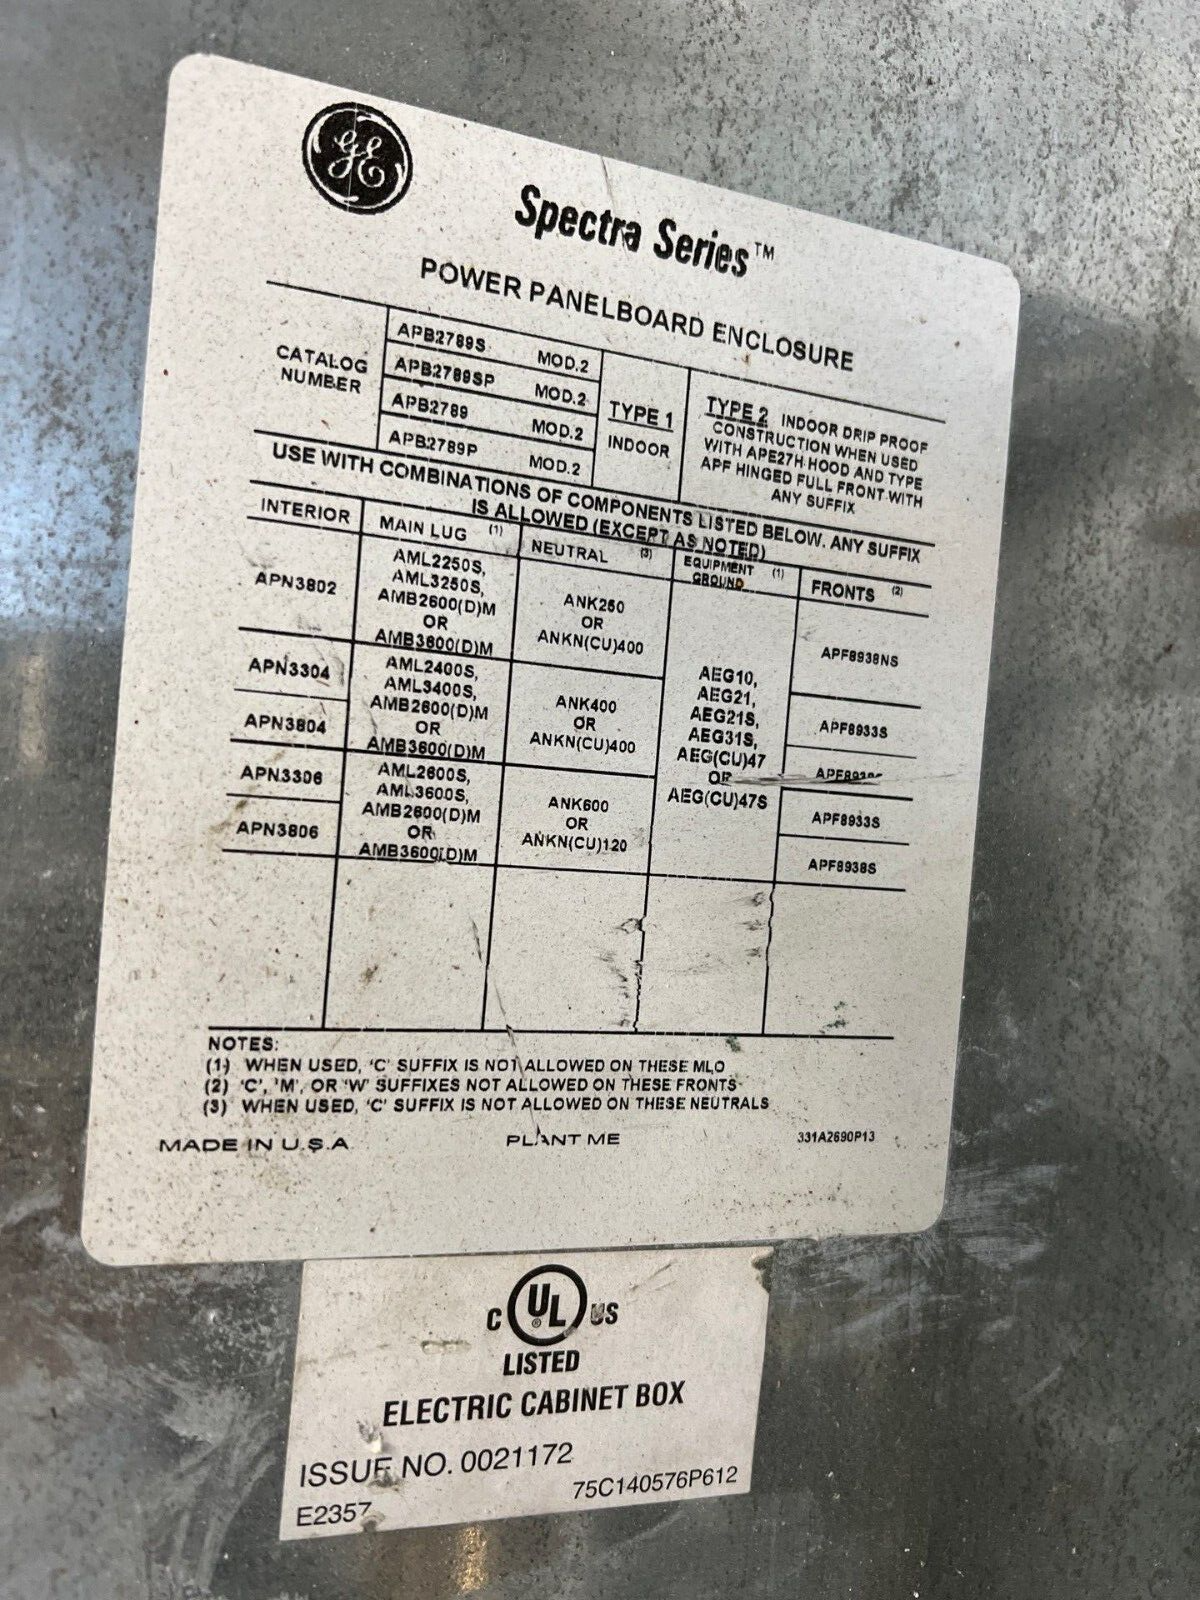 GE
Spectra Series™
POWER PANELBOARD ENCLOSURE
CATALOG NUMBER
APB2789S MOD.2
APB2789SP MOD.2
APB2789 MOD.2
APB2789P MOD.2
TYPE 1
INDOOR
TYPE 2 INDOOR DRIP PROOF
CONSTRUCTION WHEN USED
WITH APE27H HOOD AND TYPE
APF HINGED FULL FRONT WITH
ANY SUFFIX
USE WITH COMBINATIONS OF COMPONENTS LISTED BELOW. ANY SUFFIX
IS ALLOWED (EXCEPT AS NOTED)
INTERIOR
MAIN LUG (1)
NEUTRAL (3)
EQUIPMENT GROUND (1)
FRONTS (2)
APN3802
AML2250S,
AML3250S,
AMB2600(D)M
OR
AMB3600(D)M
ANK250
OR
ANKN(CU)400
APN3304
APN3804
AML2400S,
AML3400S,
AMB2600(D)M
OR
AMB3600(D)M
ANK400
OR
ANKN(CU)400
APN3306
APN3806
AML2600S,
AML3600S,
AMB2600(D)M
OR
AMB3600(D)M
ANK600
OR
ANKN(CU)120
AEG10,
AEG21,
AEG21S,
AEG31S,
AEG(CU)47
OR
AEG(CU)47S
APF8938NS
APF8933S
APF8933S
APF8938S
NOTES:
(1) WHEN USED, 'C' SUFFIX IS NOT ALLOWED ON THESE MLO
(2) 'C', 'M', OR 'W' SUFFIXES NOT ALLOWED ON THESE FRONTS
(3) WHEN USED, 'C' SUFFIX IS NOT ALLOWED ON THESE NEUTRALS
MADE IN U.S.A
PLANT ME
331A2690P13
C UL ® US
LISTED
ELECTRIC CABINET BOX
ISSUE NO. 0021172
E2357
75C140576P612